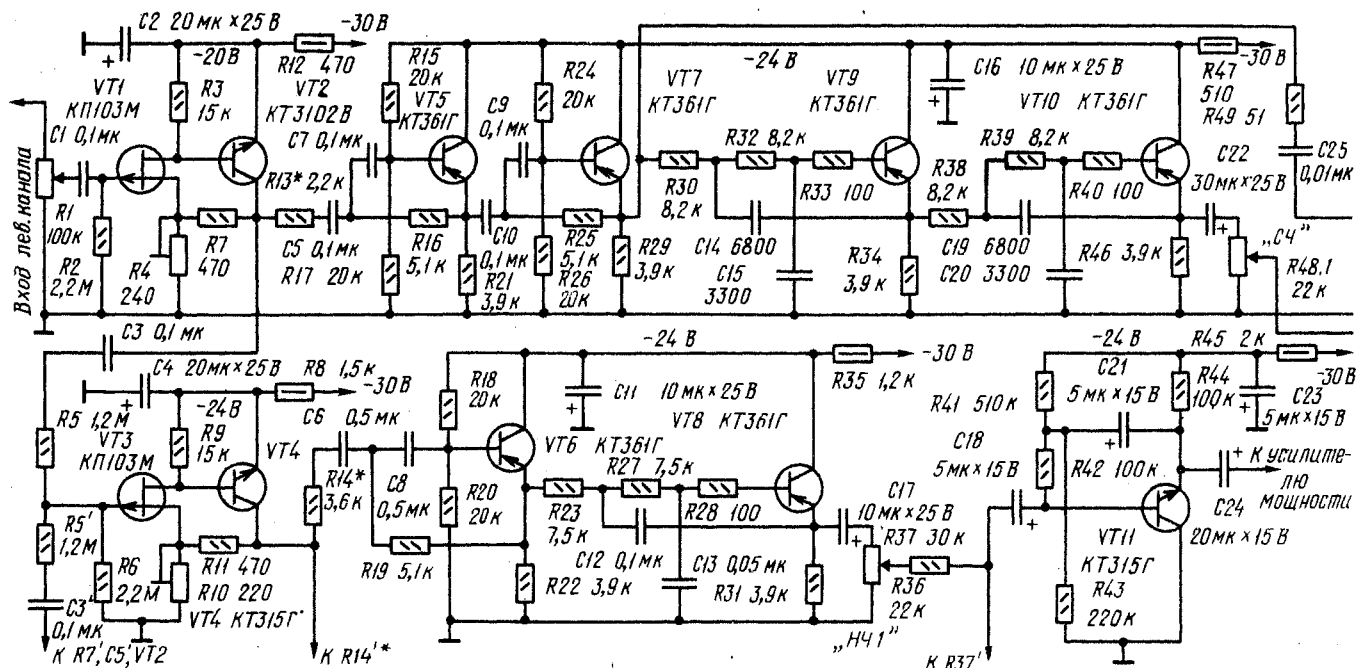 C2 20 мк × 25 В
-30 В
-20 В
R12 470
VT1
КП103М
R3
15 к
VT2
КТ3102В
C1 0,1 мк
C7 0,1 мк
R15
20 к
VT5
КТ361Г
C9
0,1 мк
R24
20 к
VT7
КТ361Г
-24 В
VT9
КТ361Г
C16 10 мк × 25 В
VT10 КТ361Г
-30 В
R47
510
R49 51
R32 8,2 к
R39 8,2 к
C22
30 мк × 25 В
C25
0,01 мк
Вход лев. канала
R1
100 к
R2
2,2 М
R4
240
R7
470
R13* 2,2 к
C5 0,1 мк
R17 20 к
R16
5,1 к
C10
0,1 мк
R21
3,9 к
R25
5,1 к
R26
20 к
R29
3,9 к
R30
8,2 к
R33 100
C14 6800
C15
3300
R34
3,9 к
R38
8,2 к
R40 100
C19 6800
C20 3300
R46 3,9 к
„СЧ"
R48.1
22 к
C3 0,1 мк
C4 20 мк × 25 В
R8 1,5 к
-30 В
-24 В
R5 1,2 М
VT3
КП103М
R9
15 к
VT4
C6
0,5 мк
R18
20 к
-24 В
C11 10 мк × 25 В
VT8 КТ361Г
R35 1,2 к
-30 В
VT6 КТ361Г
R27 7,5 к
R14*
3,6 к
C8
0,5 мк
R20
20 к
R23
7,5 к
R28 100
C17
10 мк × 25 В
R37 30 к
R5'
1,2 М
R6
2,2 М
R11 470
R10 220
VT4 КТ315Г
R19 5,1 к
C12 0,1 мк
R22 3,9 к
C13 0,05 мк
R31 3,9 к
R36
22 к
C3'
0,1 мк
К R7', C5', VT2
К R14'*
„НЧ1"
К R37'
-24 В
R45 2 к
-30 В
C21
5 мк × 15 В
R44
100 к
C23
5 мк × 15 В
R41 510 к
C18
5 мк × 15 В
R42 100 к
К усилите-
лю
мощности
C24
20 мк × 15 В
VT11
КТ315Г
R43
220 к